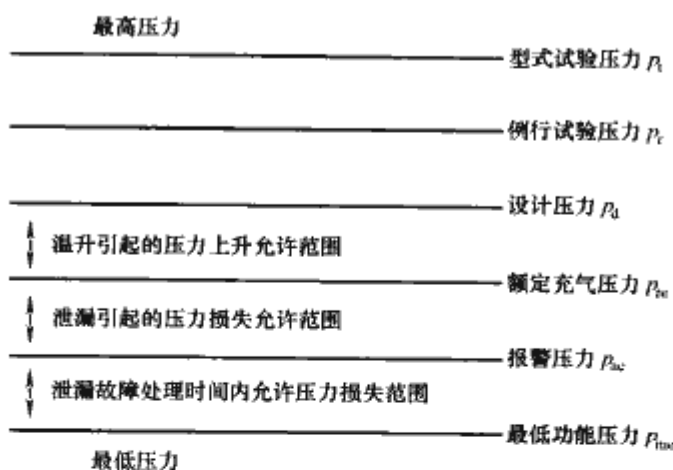 最高压力
型式试验压力 pt
例行试验压力 pr
设计压力 pd
温升引起的压力上升允许范围
额定充气压力 pre
泄漏引起的压力损失允许范围
报警压力 pae
泄漏故障处理时间内允许压力损失范围
最低功能压力 pme
最低压力